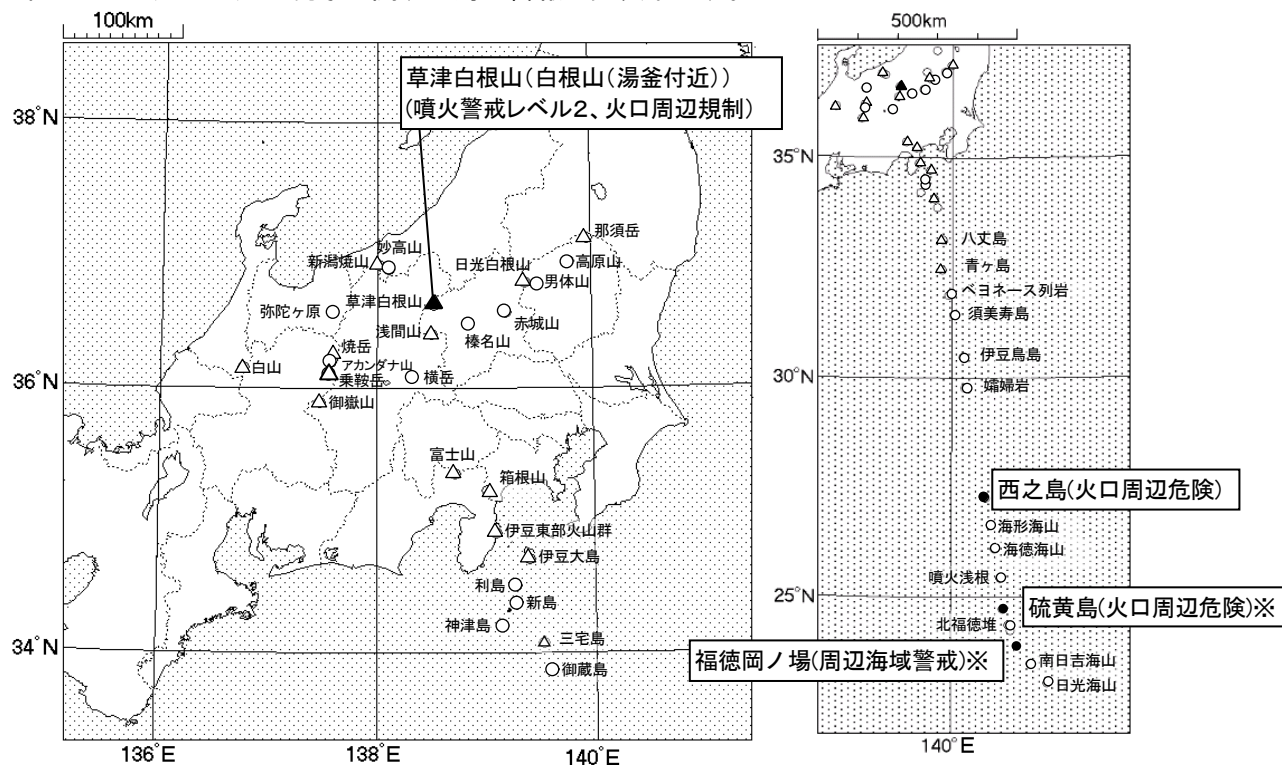 100km
500km
草津白根山(白根山(湯釜付近))
(噴火警戒レベル2、火口周辺規制)
38°N
36°N
34°N
136°E
138°E
140°E
那須岳
妙高山
新潟焼山
日光白根山
高原山
男体山
草津白根山
弥陀ヶ原
赤城山
浅間山
榛名山
焼岳
アカンダナ山
白山
乗鞍岳
横岳
御嶽山
富士山
箱根山
伊豆東部火山群
伊豆大島
利島
新島
神津島
三宅島
御蔵島
35°N
30°N
25°N
140°E
八丈島
青ヶ島
ベヨネース列岩
須美寿島
伊豆鳥島
孀婦岩
西之島(火口周辺危険)
海形海山
海徳海山
噴火浅根
硫黄島(火口周辺危険)※
北福徳堆
福徳岡ノ場(周辺海域警戒)※
南日吉海山
日光海山